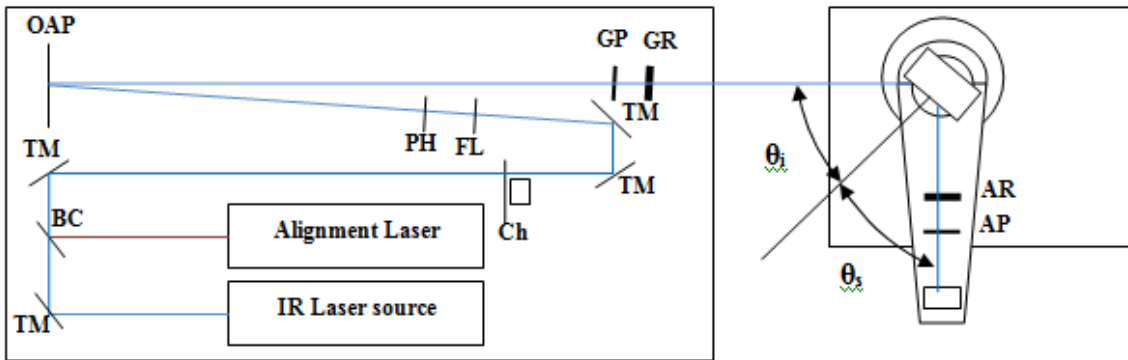 OAP
GP GR
TM
PH
FL
TM
TM
BC
Alignment Laser
Ch
TM
IR Laser source
θi
AR
AP
θs